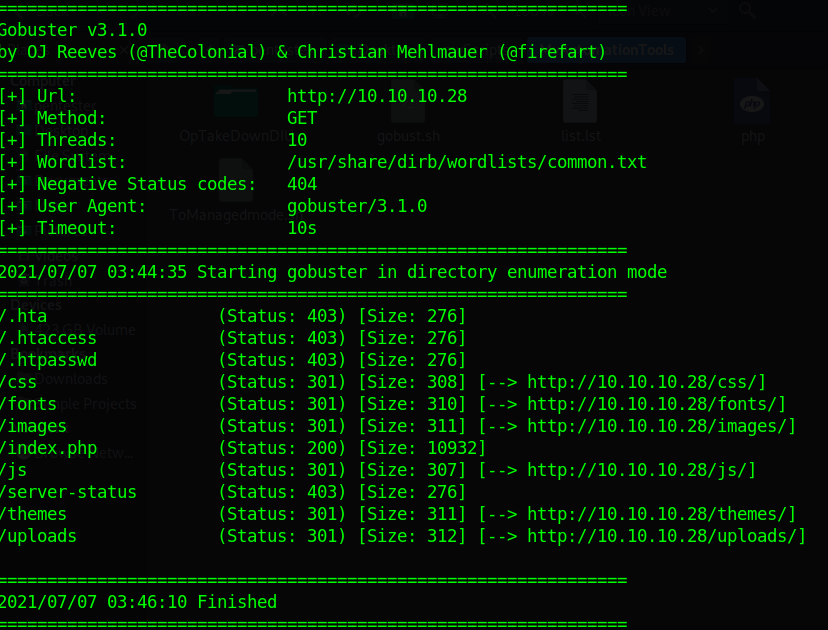 ===============================================================
Gobuster v3.1.0
by OJ Reeves (@TheColonial) & Christian Mehlmauer (@firefart)
===============================================================
[+] Url:                     http://10.10.10.28
[+] Method:                  GET
[+] Threads:                 10
[+] Wordlist:                /usr/share/dirb/wordlists/common.txt
[+] Negative Status codes:   404
[+] User Agent:              gobuster/3.1.0
[+] Timeout:                 10s
===============================================================
2021/07/07 03:44:35 Starting gobuster in directory enumeration mode
===============================================================
/.hta                 (Status: 403) [Size: 276]
/.htaccess            (Status: 403) [Size: 276]
/.htpasswd            (Status: 403) [Size: 276]
/css                  (Status: 301) [Size: 308] [--> http://10.10.10.28/css/]
/fonts                (Status: 301) [Size: 310] [--> http://10.10.10.28/fonts/]
/images               (Status: 301) [Size: 311] [--> http://10.10.10.28/images/]
/index.php            (Status: 200) [Size: 10932]
/js                   (Status: 301) [Size: 307] [--> http://10.10.10.28/js/]
/server-status        (Status: 403) [Size: 276]
/themes               (Status: 301) [Size: 311] [--> http://10.10.10.28/themes/]
/uploads              (Status: 301) [Size: 312] [--> http://10.10.10.28/uploads/]
===============================================================
2021/07/07 03:46:10 Finished
===============================================================
gobust.sh
list.lst
php